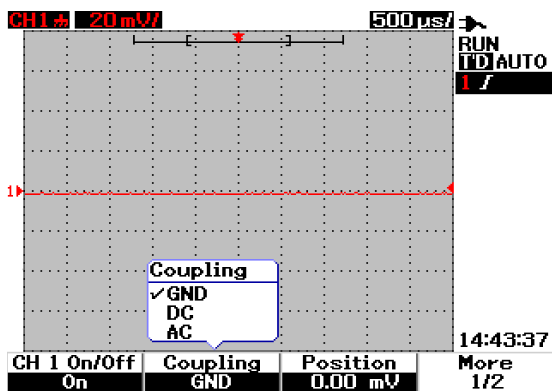 CH1 20 mV/ 500 µs/
RUN
T'D AUTO
1
1
Coupling
✓GND
DC
AC
14:43:37
CH 1 On/Off Coupling Position More
On GND 0.00 mV 1/2